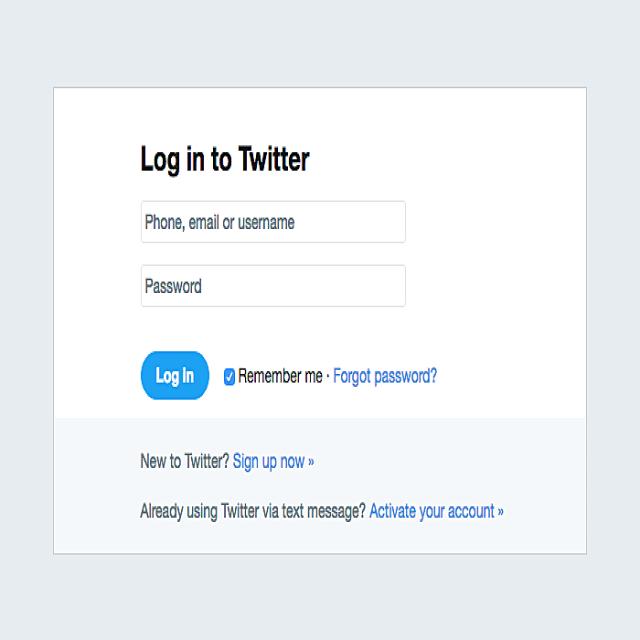 Log in to Twitter
Phone, email or username
Password
Log in Remember me · Forgot password?
New to Twitter? Sign up now »
Already using Twitter via text message? Activate your account »